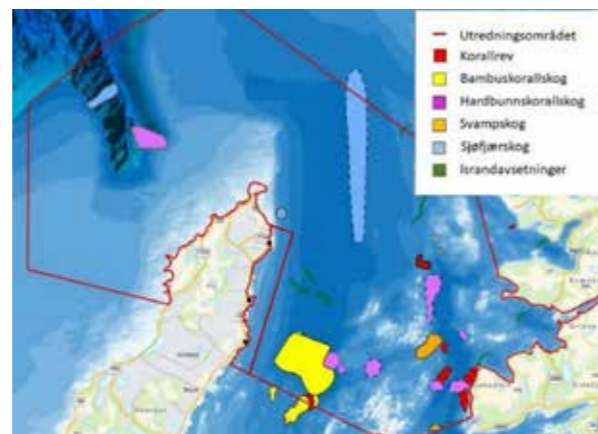 Utredningsområdet
Korallrev
Bambuskorallskog
Hardbunnskorallskog
Svampskog
Sjøfjærskog
Israndavsetninger